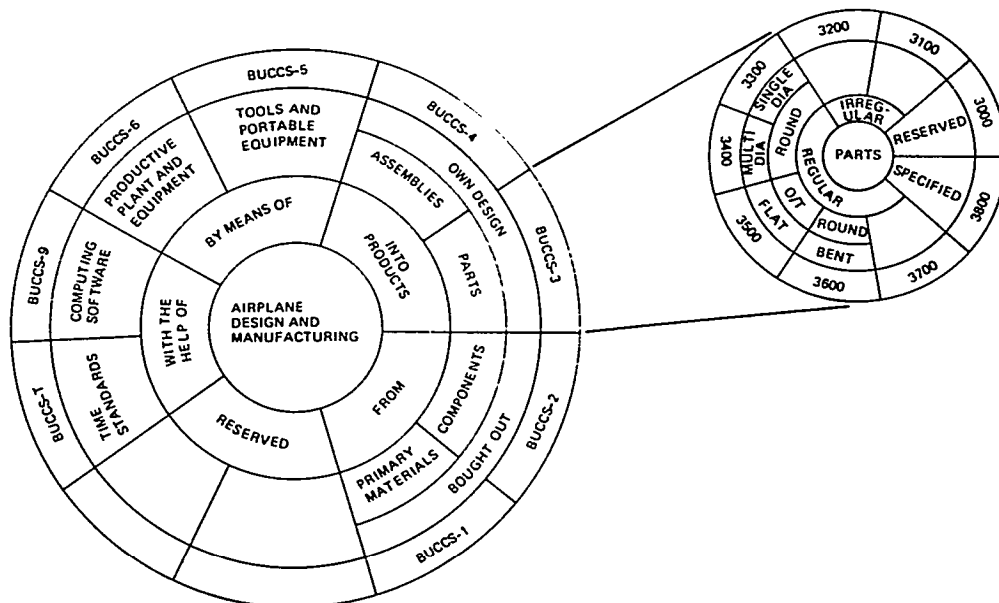 BUCCS-5
BUCCS-4
BUCCS-3
BUCCS-2
BUCCS-1
BUCCS-T
BUCCS-9
BUCCS-6
TOOLS AND
PORTABLE
EQUIPMENT
OWN DESIGN
ASSEMBLIES
PARTS
INTO
PRODUCTS
COMPONENTS
BOUGHT OUT
PRIMARY
MATERIALS
FROM
RESERVED
TIME
STANDARDS
COMPUTING
SOFTWARE
WITH THE
HELP OF
PRODUCTIVE
PLANT AND
EQUIPMENT
BY MEANS OF
AIRPLANE
DESIGN AND
MANUFACTURING
3200
3100
3000
3800
3700
3600
3500
3400
3300
SINGLE
DIA
MULTI
DIA
ROUND
REGULAR
IRREG-
ULAR
RESERVED
SPECIFIED
PARTS
O/T
FLAT
ROUND
BENT